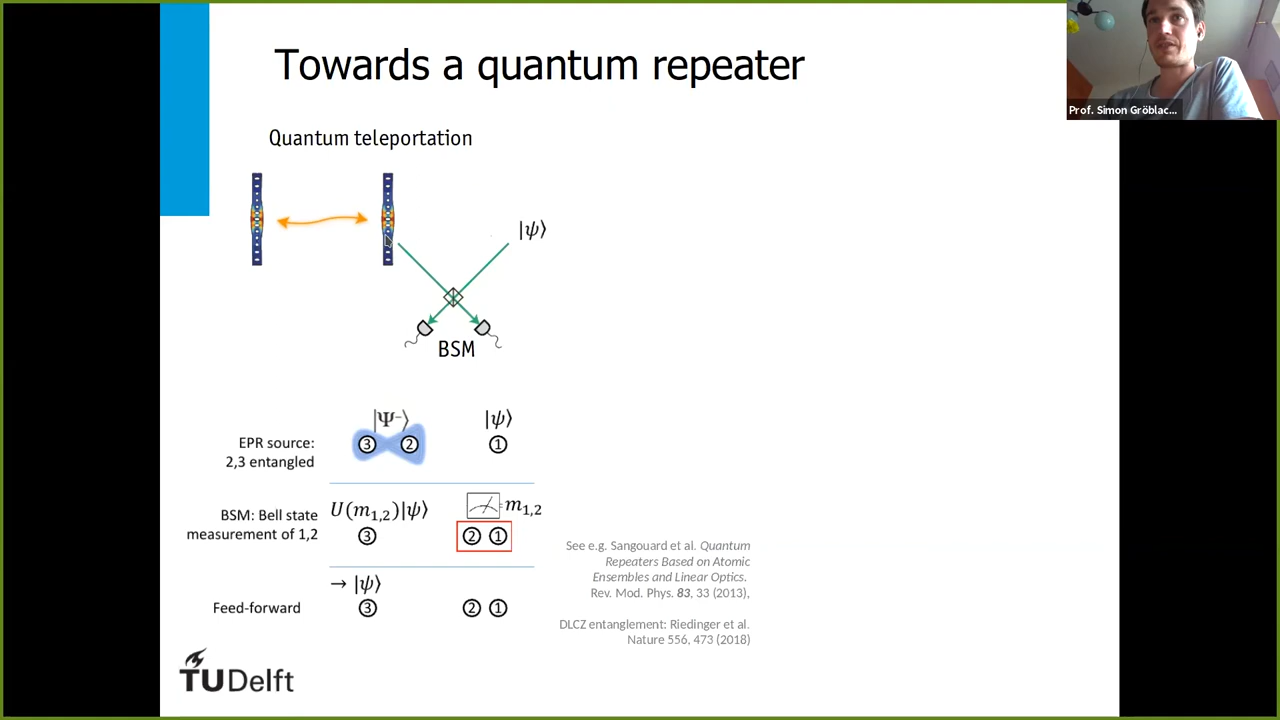 Towards a quantum repeater
Prof. Simon Gröblac...
Quantum teleportation
|ψ⟩
BSM
|Ψ⁻⟩
|ψ⟩
EPR source:
③ ② ①
2,3 entangled
BSM: Bell state
U(m₁,₂)|ψ⟩
m₁,₂
measurement of 1,2
③ ② ①
→ |ψ⟩
Feed-forward
③ ② ①
See e.g. Sangouard et al. Quantum
Repeaters Based on Atomic
Ensembles and Linear Optics.
Rev. Mod. Phys. 83, 33 (2013),
DLCZ entanglement: Riedinger et al.
Nature 556, 473 (2018)
TUDelft